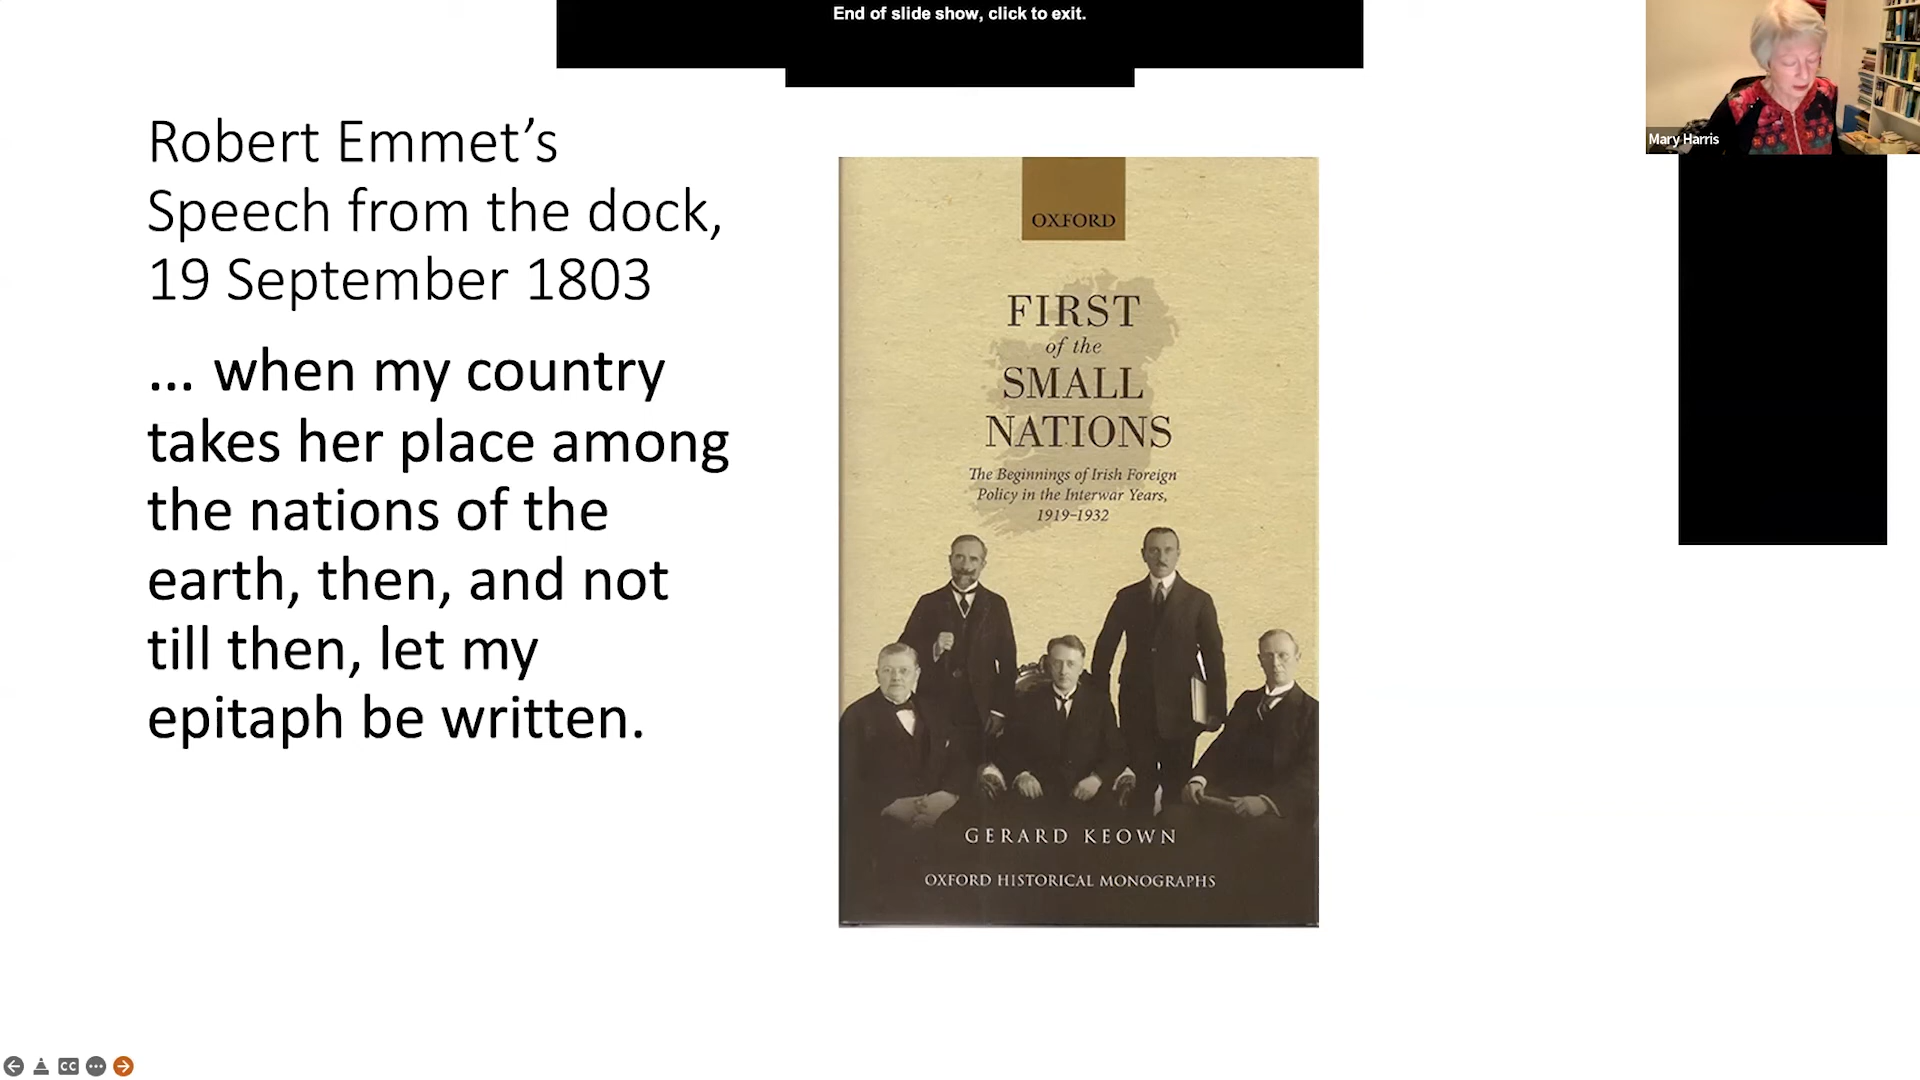 End of slide show, click to exit.
Mary Harris
Robert Emmet’s
Speech from the dock,
19 September 1803
... when my country
takes her place among
the nations of the
earth, then, and not
till then, let my
epitaph be written.
OXFORD
FIRST
of the
SMALL
NATIONS
The Beginnings of Irish Foreign
Policy in the Interwar Years,
1919–1932
GERARD KEOWN
OXFORD HISTORICAL MONOGRAPHS
CC